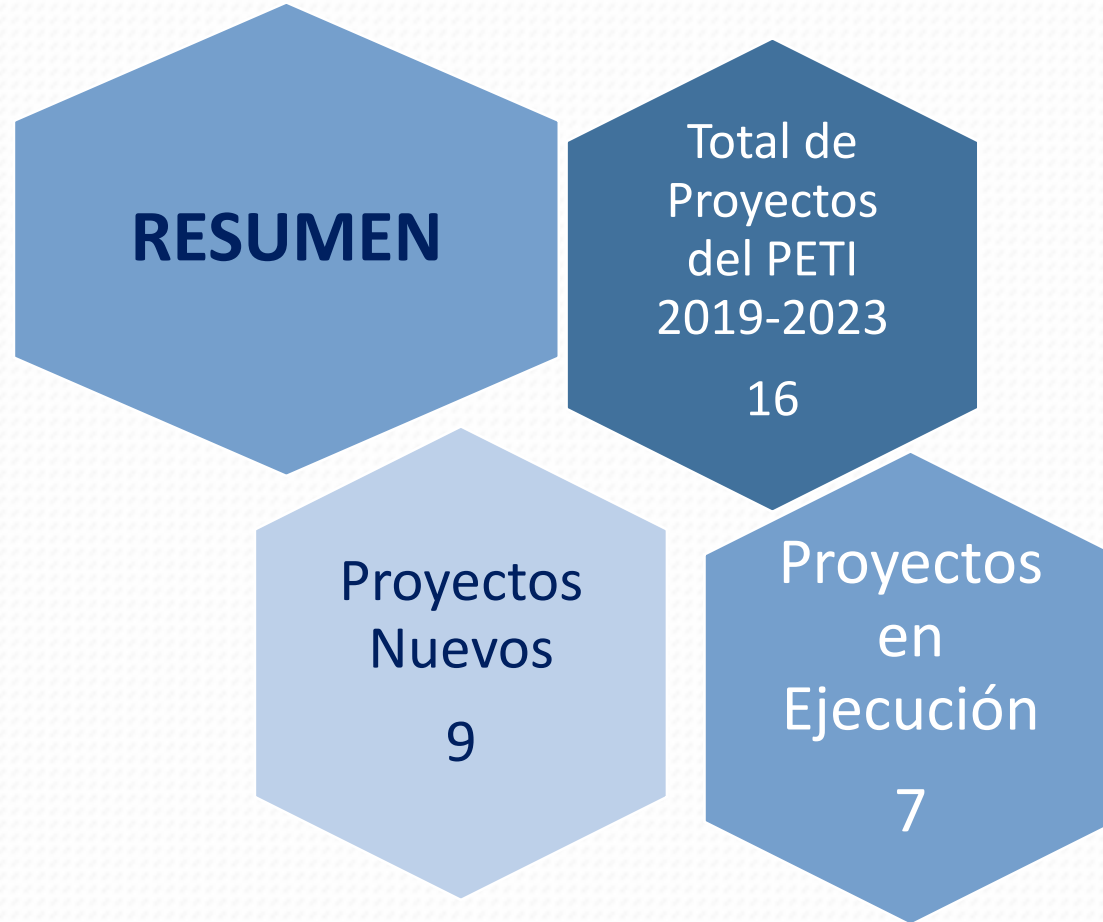 RESUMEN
Total de
Proyectos
del PETI
2019-2023
16
Proyectos
Nuevos
9
Proyectos
en
Ejecución
7